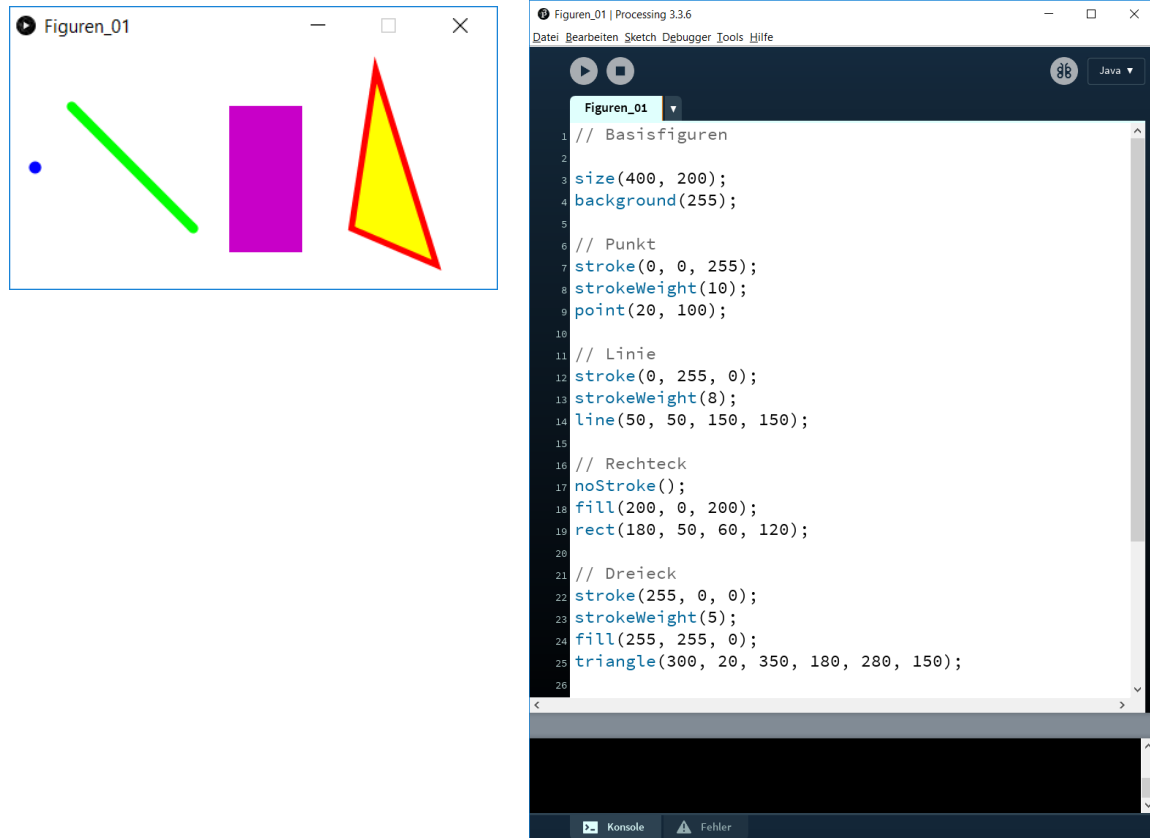 Figuren_01
Figuren_01 | Processing 3.3.6
Datei Bearbeiten Sketch Debugger Tools Hilfe
Java ▼
Figuren_01 ▼
1 // Basisfiguren
2
3 size(400, 200);
4 background(255);
5
6 // Punkt
7 stroke(0, 0, 255);
8 strokeWeight(10);
9 point(20, 100);
10
11 // Linie
12 stroke(0, 255, 0);
13 strokeWeight(8);
14 line(50, 50, 150, 150);
15
16 // Rechteck
17 noStroke();
18 fill(200, 0, 200);
19 rect(180, 50, 60, 120);
20
21 // Dreieck
22 stroke(255, 0, 0);
23 strokeWeight(5);
24 fill(255, 255, 0);
25 triangle(300, 20, 350, 180, 280, 150);
26
Konsole Fehler